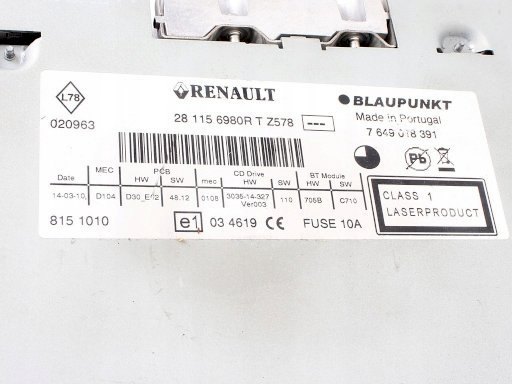 L78
020963
RENAULT
28 115 6980R T Z578
BLAUPUNKT
Made in Portugal
7 649 018 391
Pb
Date MEC PCB HW SW mec CD Drive HW SW BT Module HW SW
14-03-10, D104 48.12 0108 3035-14-327 Ver003 110 705B C710
CLASS 1
LASERPRODUCT
815 1010
e1 03 4619 CE FUSE 10A